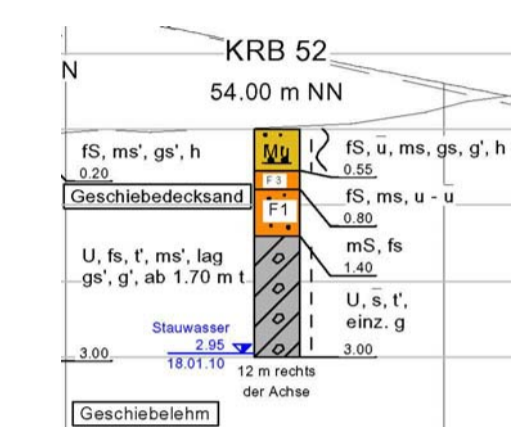 KRB 52
N
54.00 m NN
fS, ms', gs', h
0.20
Geschiebedecksand
Mu
F 3
F1
fS, u̅, ms, gs, g', h
0.55
fS, ms, u - u̅
0.80
mS, fs
1.40
U, fs, t', ms', lag
gs', g', ab 1.70 m t
U, s̅, t',
einz. g
Stauwasser
2.95
18.01.10
3.00
3.00
12 m rechts
der Achse
Geschiebelehm